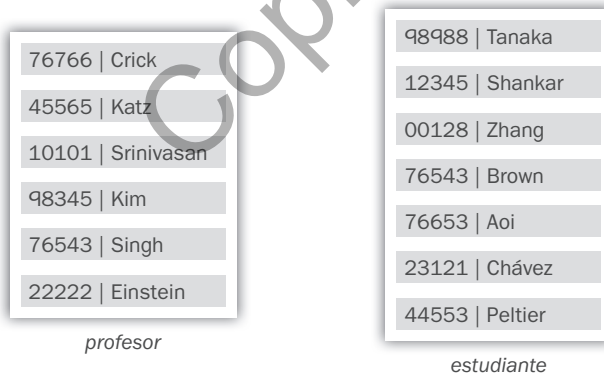 76766 | Crick
45565 | Katz
10101 | Srinivasan
98345 | Kim
76543 | Singh
22222 | Einstein
profesor
98988 | Tanaka
12345 | Shankar
00128 | Zhang
76543 | Brown
76653 | Aoi
23121 | Chávez
44553 | Peltier
estudiante